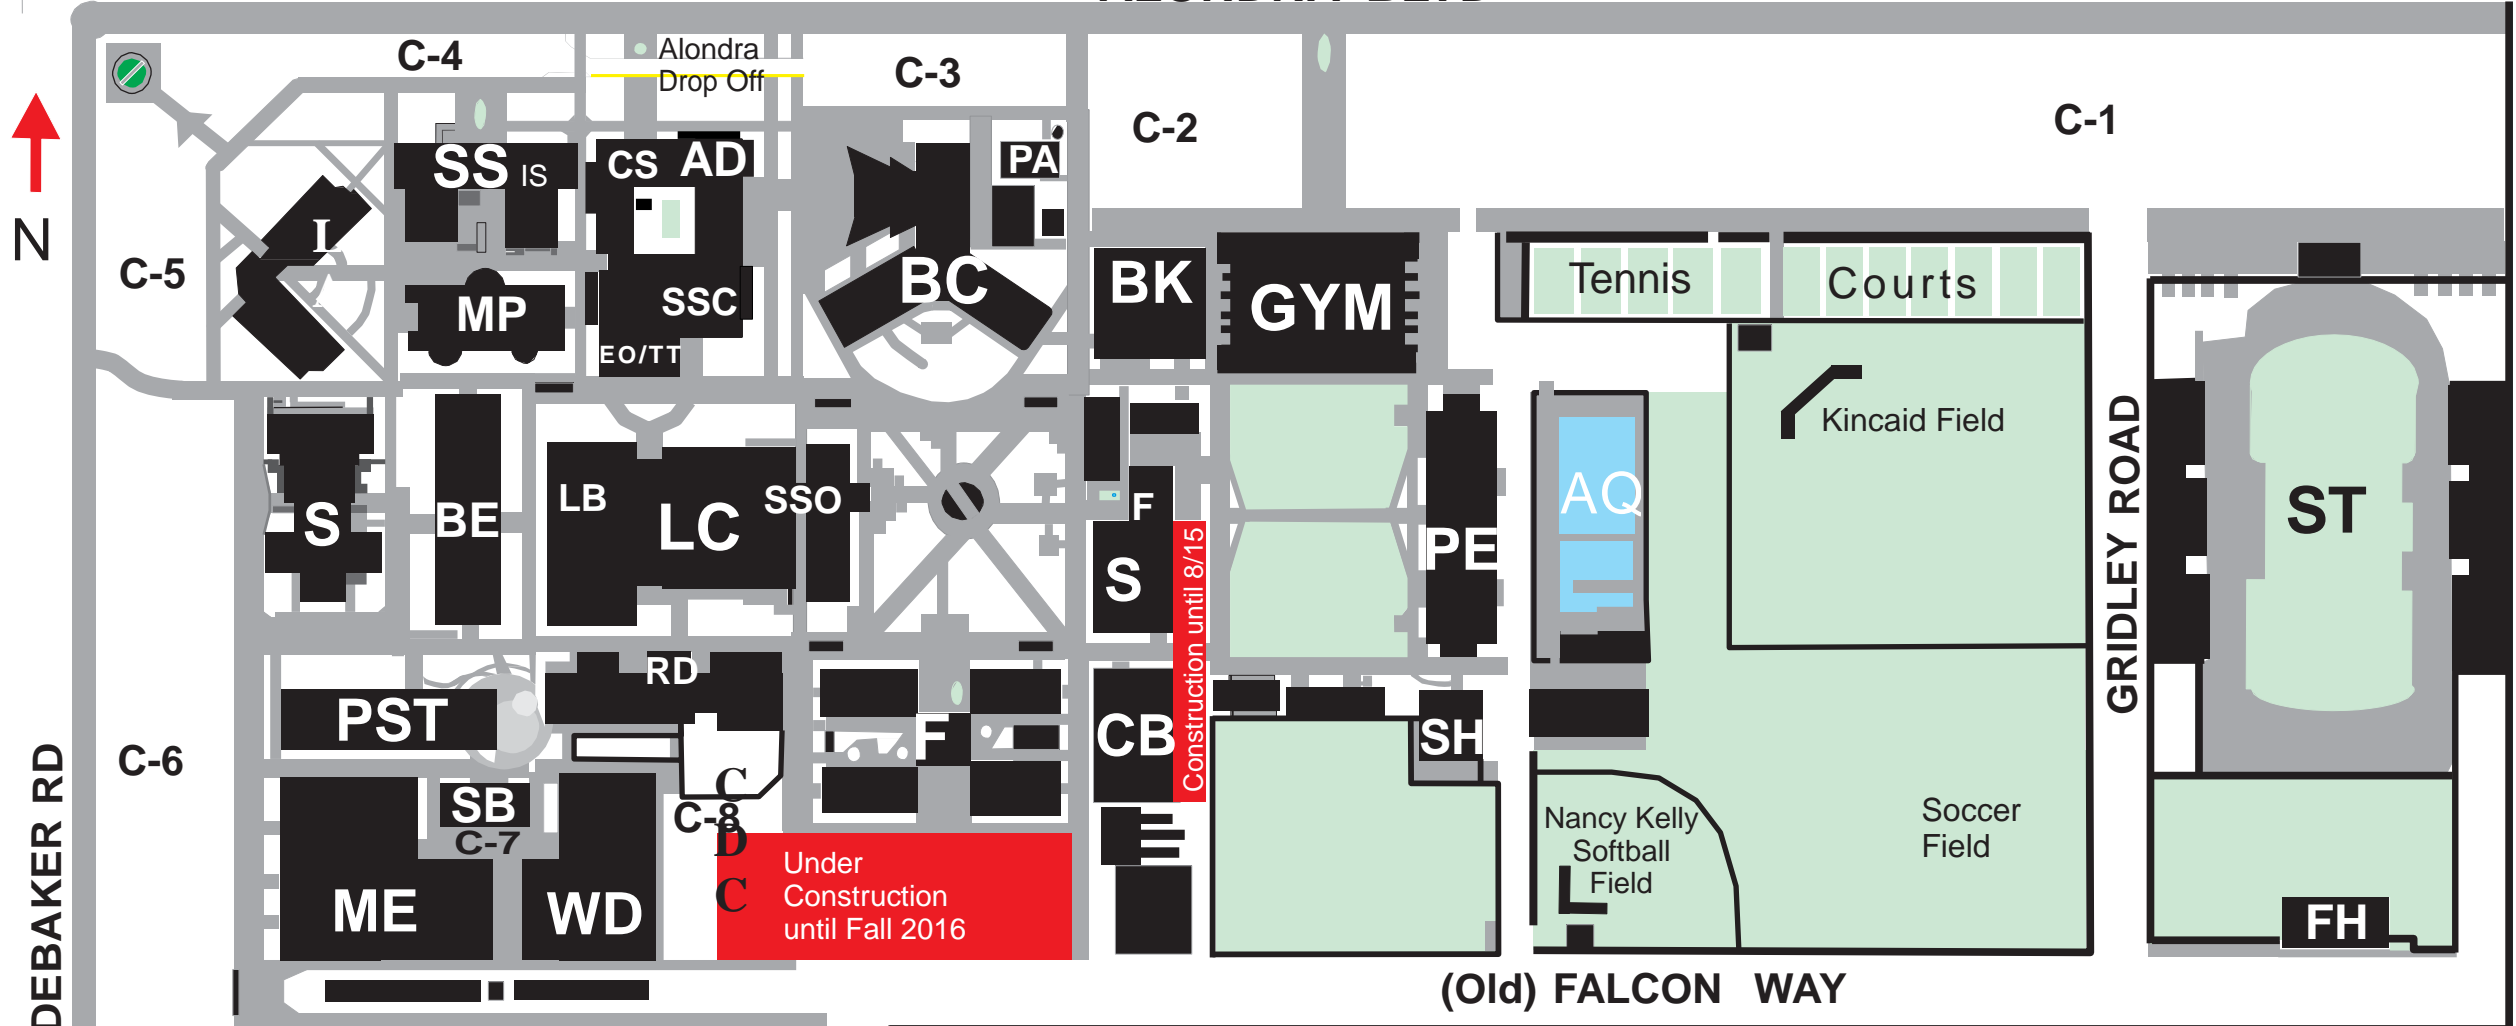 C-4
Alondra
Drop Off
C-3
C-2
C-1
N
SS IS
CS AD
PA
L
C-5
MP
SSC
EO/TT
BC
BK
GYM
Tennis Courts
Kincaid Field
GRIDLEY ROAD
ST
S
BE
LB
LC
SSO
F
S
Construction until 8/15
PE
AQ
PST
RD
F
CB
SH
C-6
DEBAKER RD
SB
C-7
C-8
C
D
C
ME
WD
Under
Construction
until Fall 2016
Nancy Kelly
Softball
Field
Soccer
Field
FH
(Old) FALCON WAY